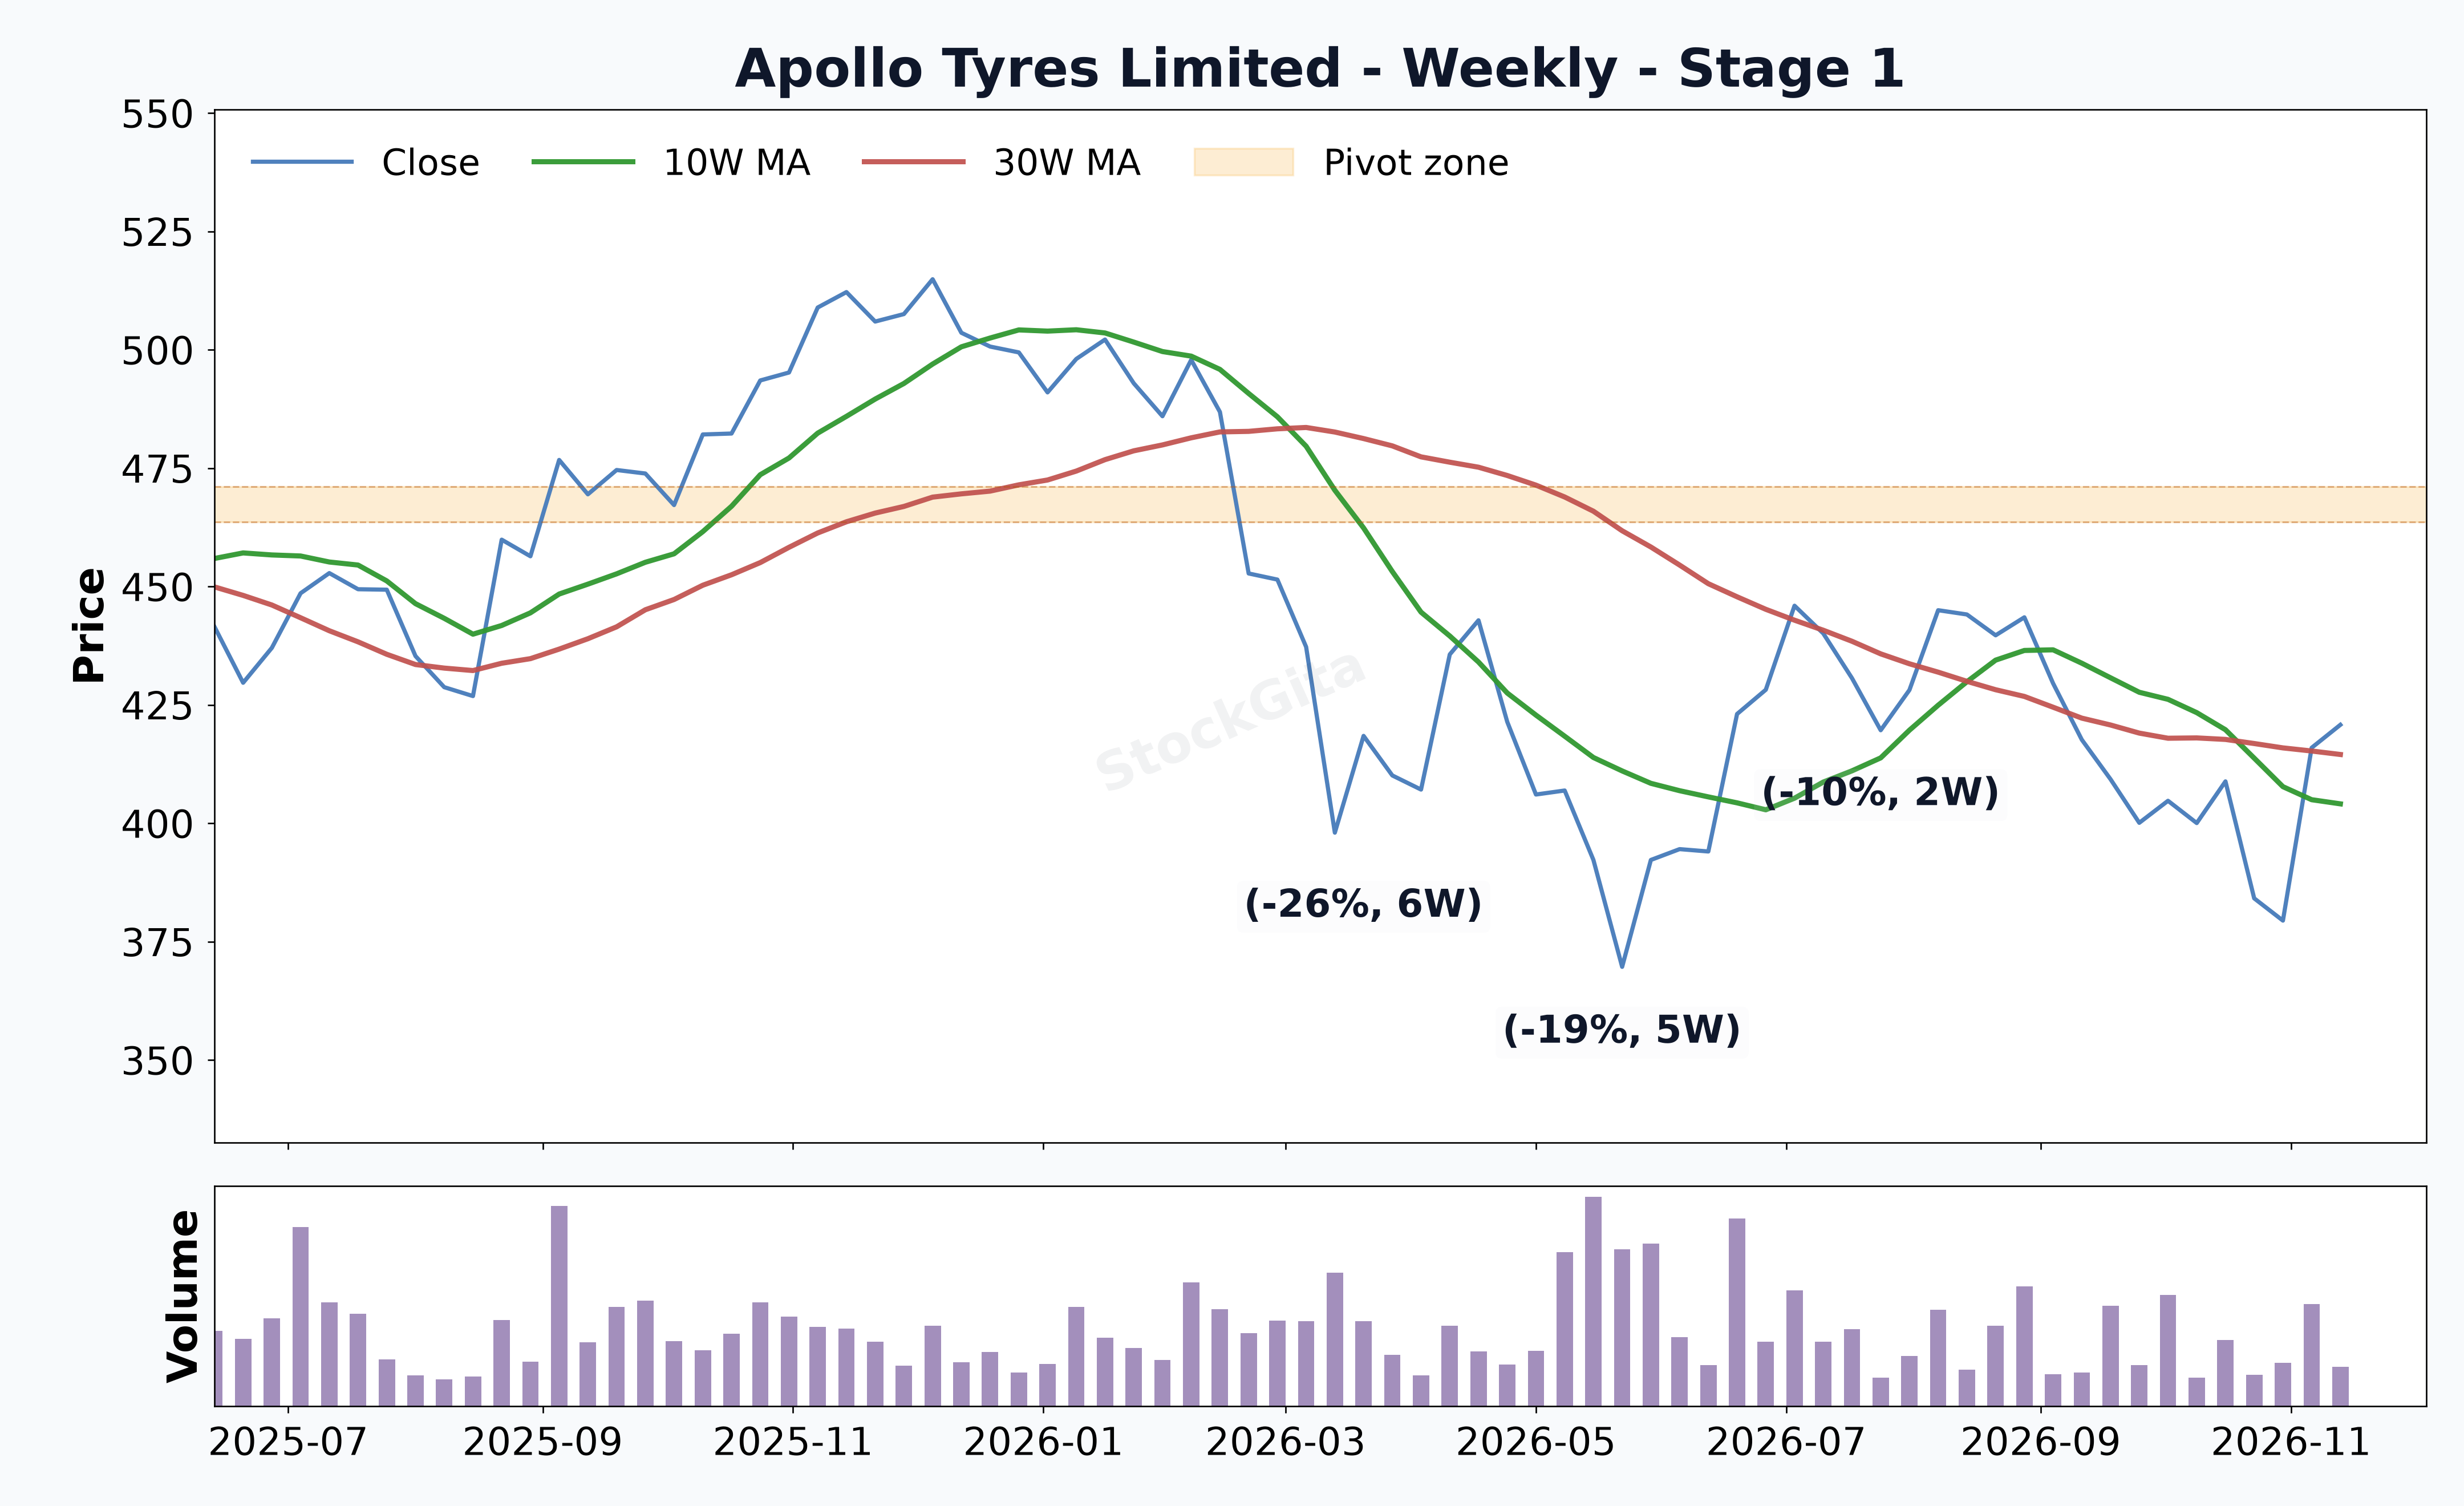 Apollo Tyres Limited - Weekly - Stage 1
Close 10W MA 30W MA Pivot zone
550
525
500
475
450
425
400
375
350
Price
StockGita
(-10%, 2W)
(-26%, 6W)
(-19%, 5W)
Volume
2025-07 2025-09 2025-11 2026-01 2026-03 2026-05 2026-07 2026-09 2026-11